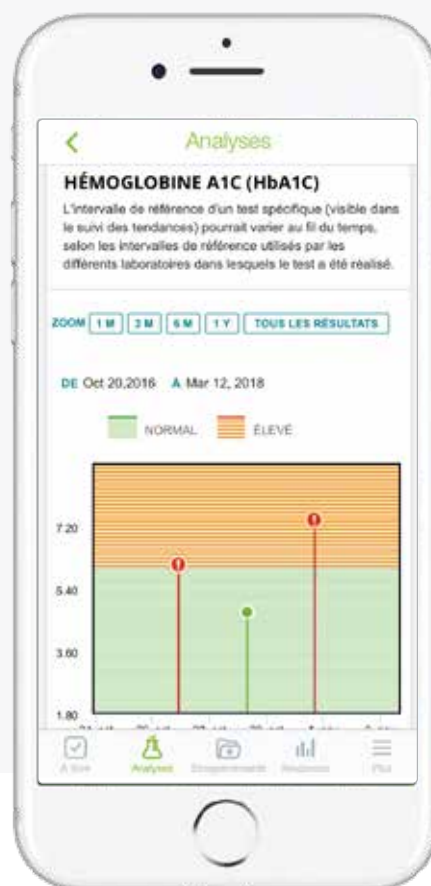 Analyses
HÉMOGLOBINE A1C (HbA1C)
L'intervalle de référence d'un test spécifique (visible dans
le suivi des tendances) pourrait varier au fil du temps,
selon les intervalles de référence utilisés par les
différents laboratoires dans lesquels le test a été réalisé.
ZOOM 1 M 3 M 6 M 1 Y TOUS LES RÉSULTATS
DE Oct 20,2016 À Mar 12, 2018
NORMAL ÉLEVÉ
7.20
5.40
3.60
1.80
Analyses
Plus